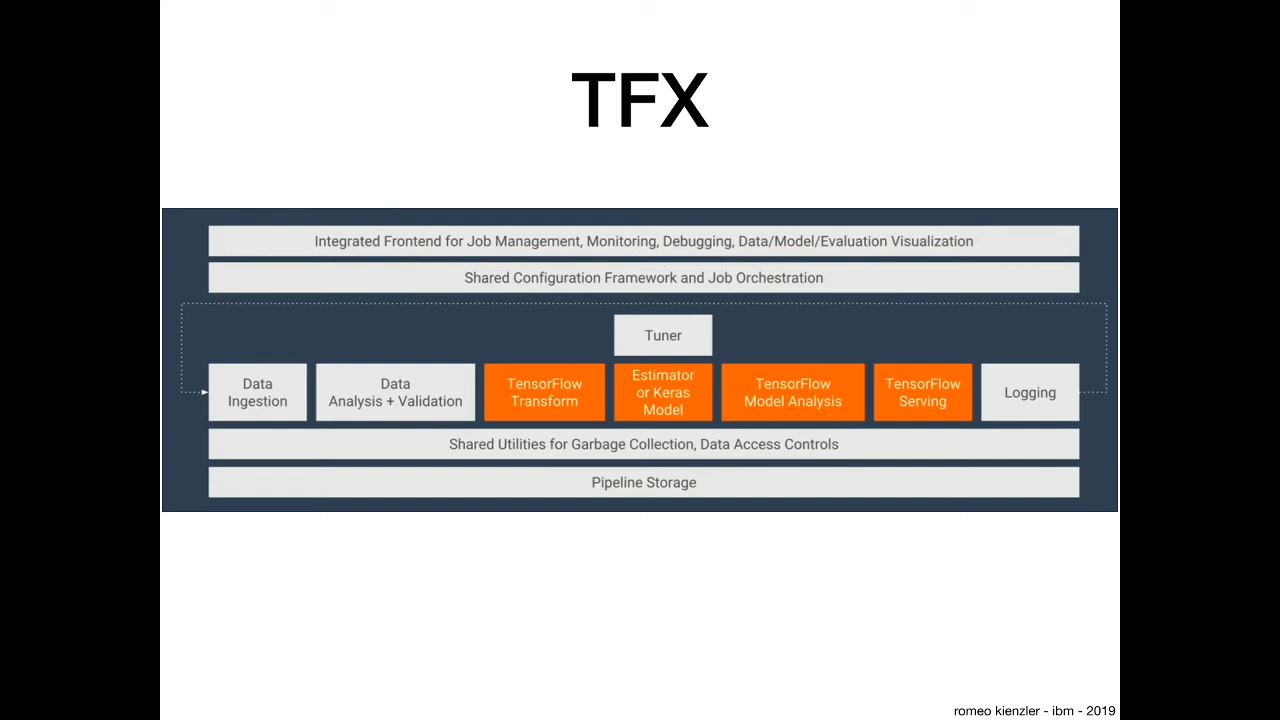 TFX
Integrated Frontend for Job Management, Monitoring, Debugging, Data/Model/Evaluation Visualization
Shared Configuration Framework and Job Orchestration
Tuner
Data
Ingestion
Data
Analysis + Validation
TensorFlow
Transform
Estimator
or Keras
Model
TensorFlow
Model Analysis
TensorFlow
Serving
Logging
Shared Utilities for Garbage Collection, Data Access Controls
Pipeline Storage
romeo kienzler - ibm - 2019